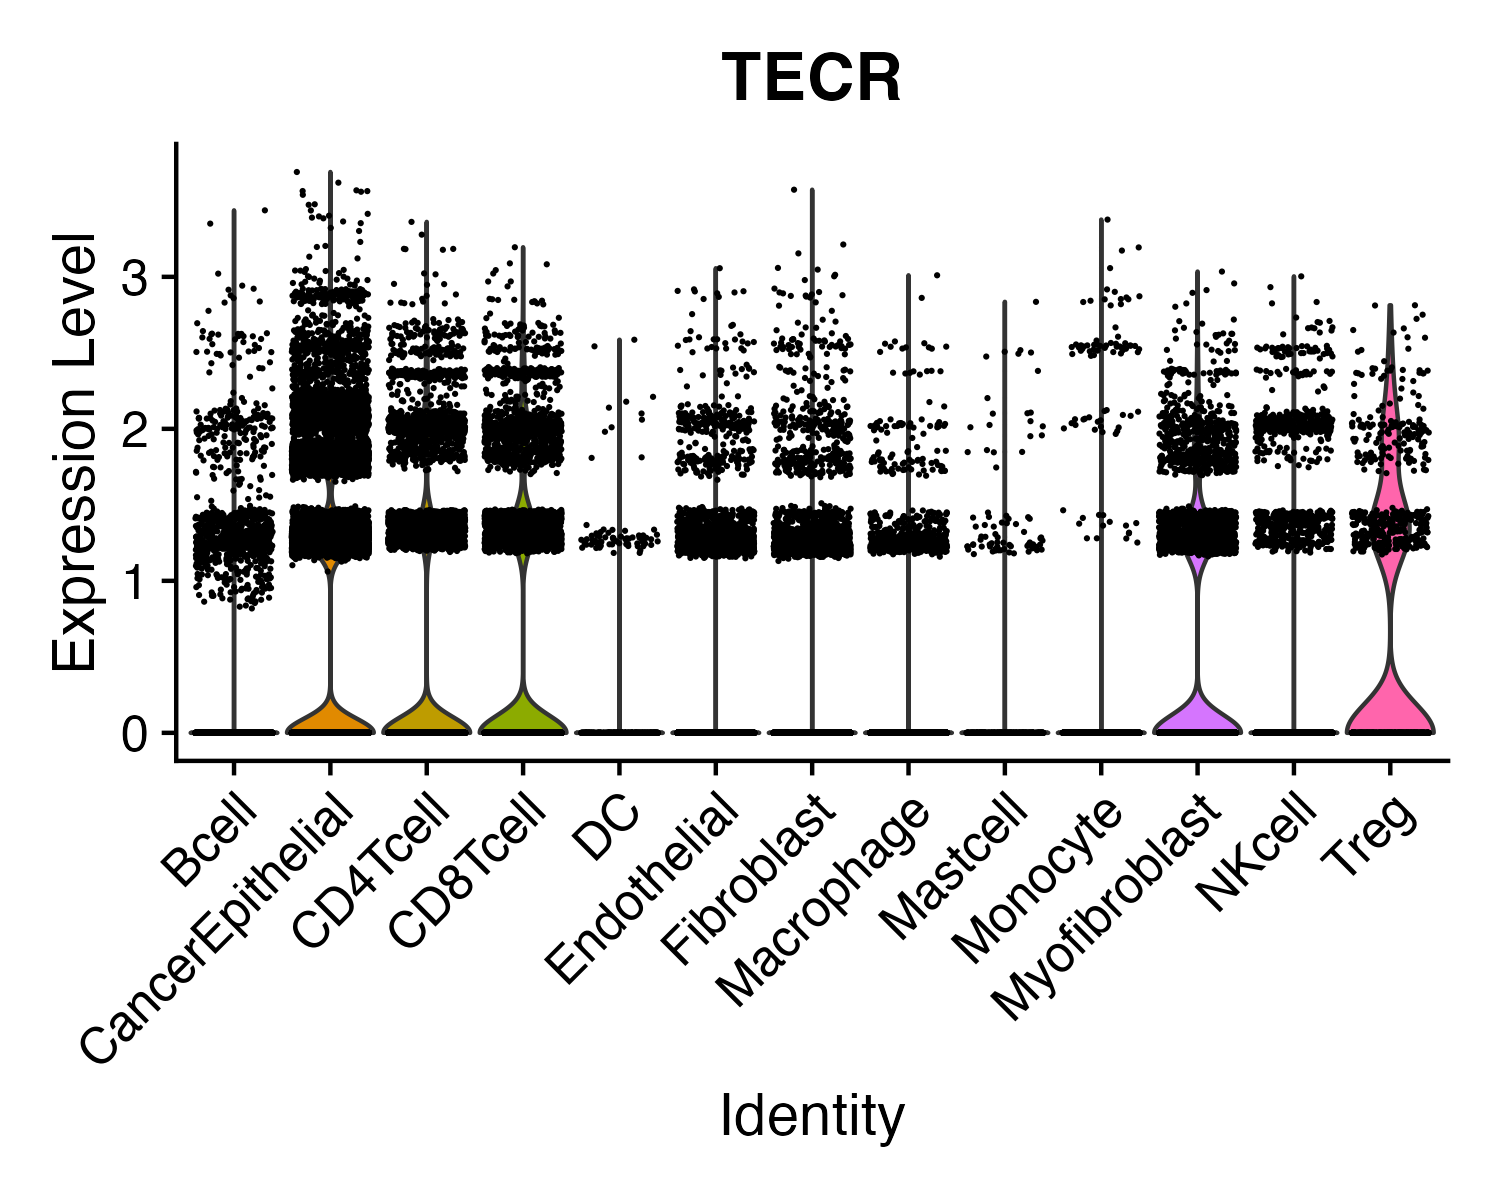 TECR
Expression Level
3
2
1
0
Bcell
CancerEpithelial
CD4Tcell
CD8Tcell
DC
Endothelial
Fibroblast
Macrophage
Mastcell
Monocyte
Myofibroblast
NKcell
Treg
Identity